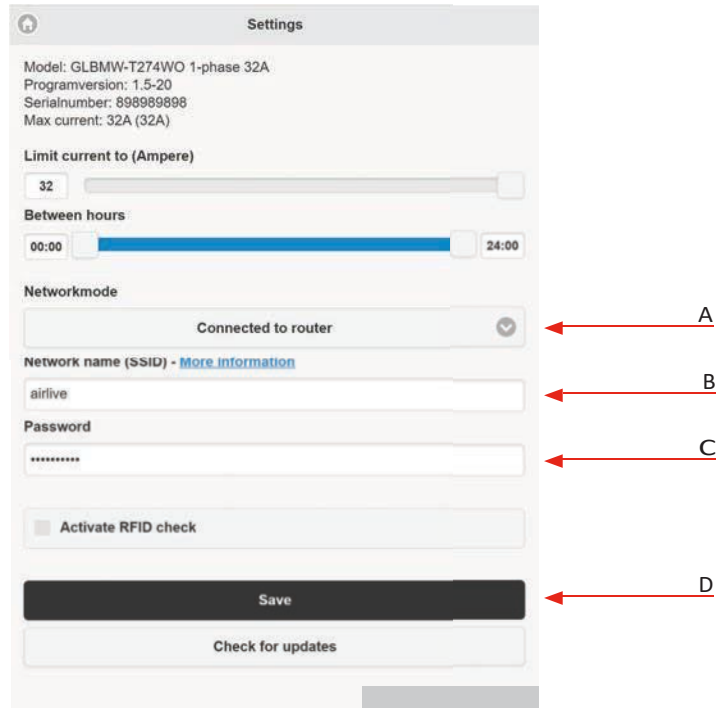 Settings
Model: GLBMW-T274WO 1-phase 32A
Programversion: 1.5-20
Serialnumber: 898989898
Max current: 32A (32A)
Limit current to (Ampere)
32
Between hours
00:00 24:00
Networkmode
Connected to router
A
Network name (SSID) - More information
airlive
B
Password
••••••••••
C
Activate RFID check
Save
D
Check for updates